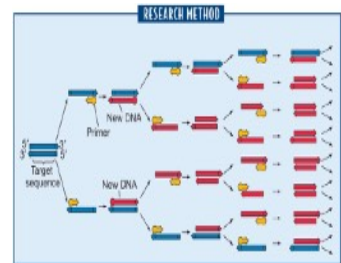 RESEARCH METHOD
New DNA
Primer
5' 3'
3' 5'
Target
sequence
New DNA